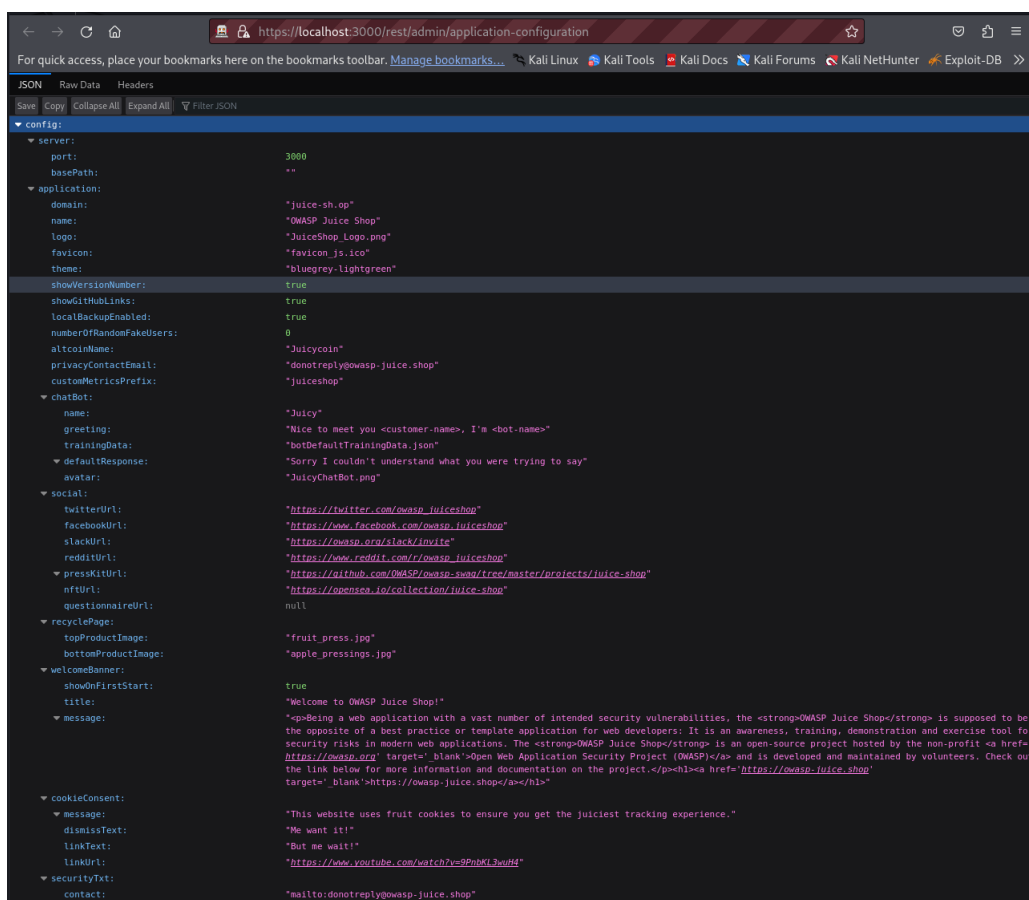 https://localhost:3000/rest/admin/application-configuration
For quick access, place your bookmarks here on the bookmarks toolbar. Manage bookmarks... Kali Linux Kali Tools Kali Docs Kali Forums Kali NetHunter Exploit-DB
JSON Raw Data Headers
Save Copy Collapse All Expand All Filter JSON
config:
server:
port: 3000
basePath: ""
application:
domain: "juice-sh.op"
name: "OWASP Juice Shop"
logo: "JuiceShop_Logo.png"
favicon: "favicon_js.ico"
theme: "bluegrey-lightgreen"
showVersionNumber: true
showGitHubLinks: true
localBackupEnabled: true
numberOfRandomFakeUsers: 0
altcoinName: "Juicycoin"
privacyContactEmail: "donotreply@owasp-juice.shop"
customMetricsPrefix: "juiceshop"
chatBot:
name: "Juicy"
greeting: "Nice to meet you <customer-name>, I'm <bot-name>"
trainingData: "botDefaultTrainingData.json"
defaultResponse: "Sorry I couldn't understand what you were trying to say"
avatar: "JuicyChatBot.png"
social:
twitterUrl: "https://twitter.com/owasp_juiceshop"
facebookUrl: "https://www.facebook.com/owasp.juiceshop"
slackUrl: "https://owasp.org/slack/invite"
redditUrl: "https://www.reddit.com/r/owasp_juiceshop"
pressKitUrl: "https://github.com/OWASP/owasp-swag/tree/master/projects/juice-shop"
nftUrl: "https://opensea.io/collection/juice-shop"
questionnaireUrl: null
recyclePage:
topProductImage: "fruit_press.jpg"
bottomProductImage: "apple_pressings.jpg"
welcomeBanner:
showOnFirstStart: true
title: "Welcome to OWASP Juice Shop!"
message: "<p>Being a web application with a vast number of intended security vulnerabilities, the <strong>OWASP Juice Shop</strong> is supposed to be
the opposite of a best practice or template application for web developers: It is an awareness, training, demonstration and exercise tool fo
security risks in modern web applications. The <strong>OWASP Juice Shop</strong> is an open-source project hosted by the non-profit <a href=
https://owasp.org' target='_blank'>Open Web Application Security Project (OWASP)</a> and is developed and maintained by volunteers. Check ou
the link below for more information and documentation on the project.</p><h1><a href='https://owasp-juice.shop'
target='_blank'>https://owasp-juice.shop</a></h1>"
cookieConsent:
message: "This website uses fruit cookies to ensure you get the juiciest tracking experience."
dismissText: "Me want it!"
linkText: "But me wait!"
linkUrl: "https://www.youtube.com/watch?v=9PnbKL3wuH4"
securityTxt:
contact: "mailto:donotreply@owasp-juice.shop"